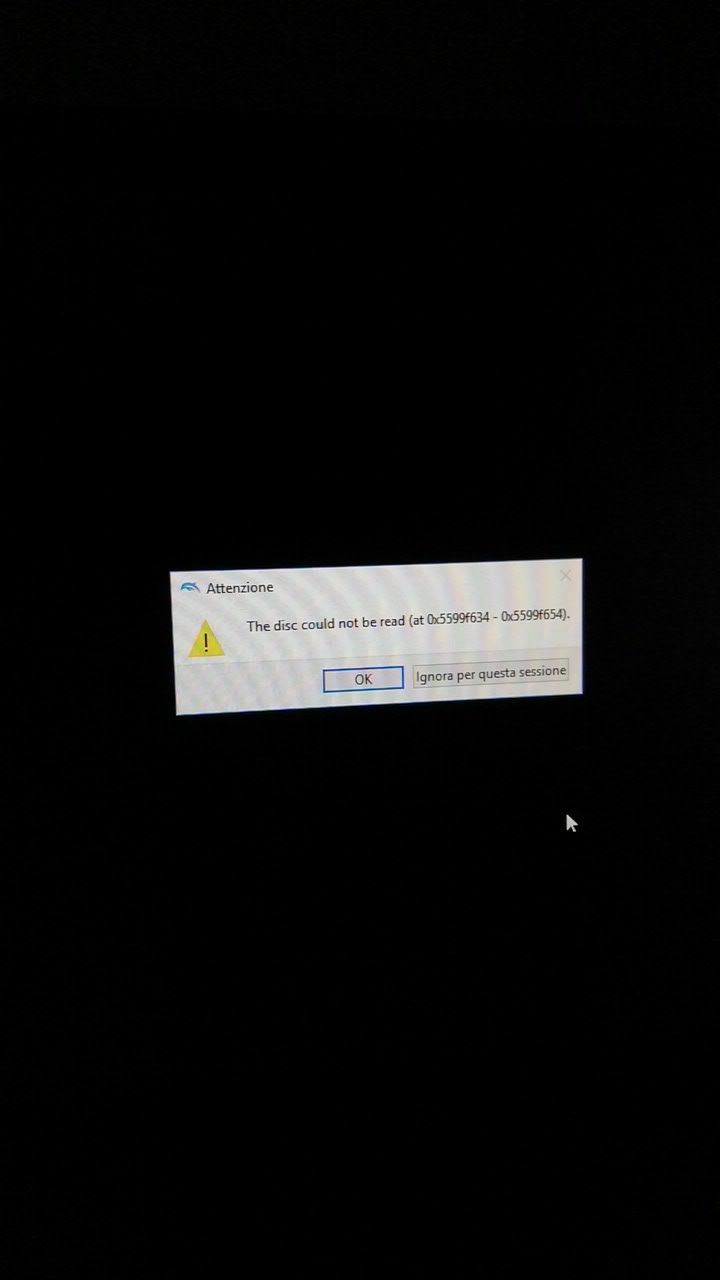 Attenzione
The disc could not be read (at 0x5599f634 - 0x5599f654).
OK
Ignora per questa sessione